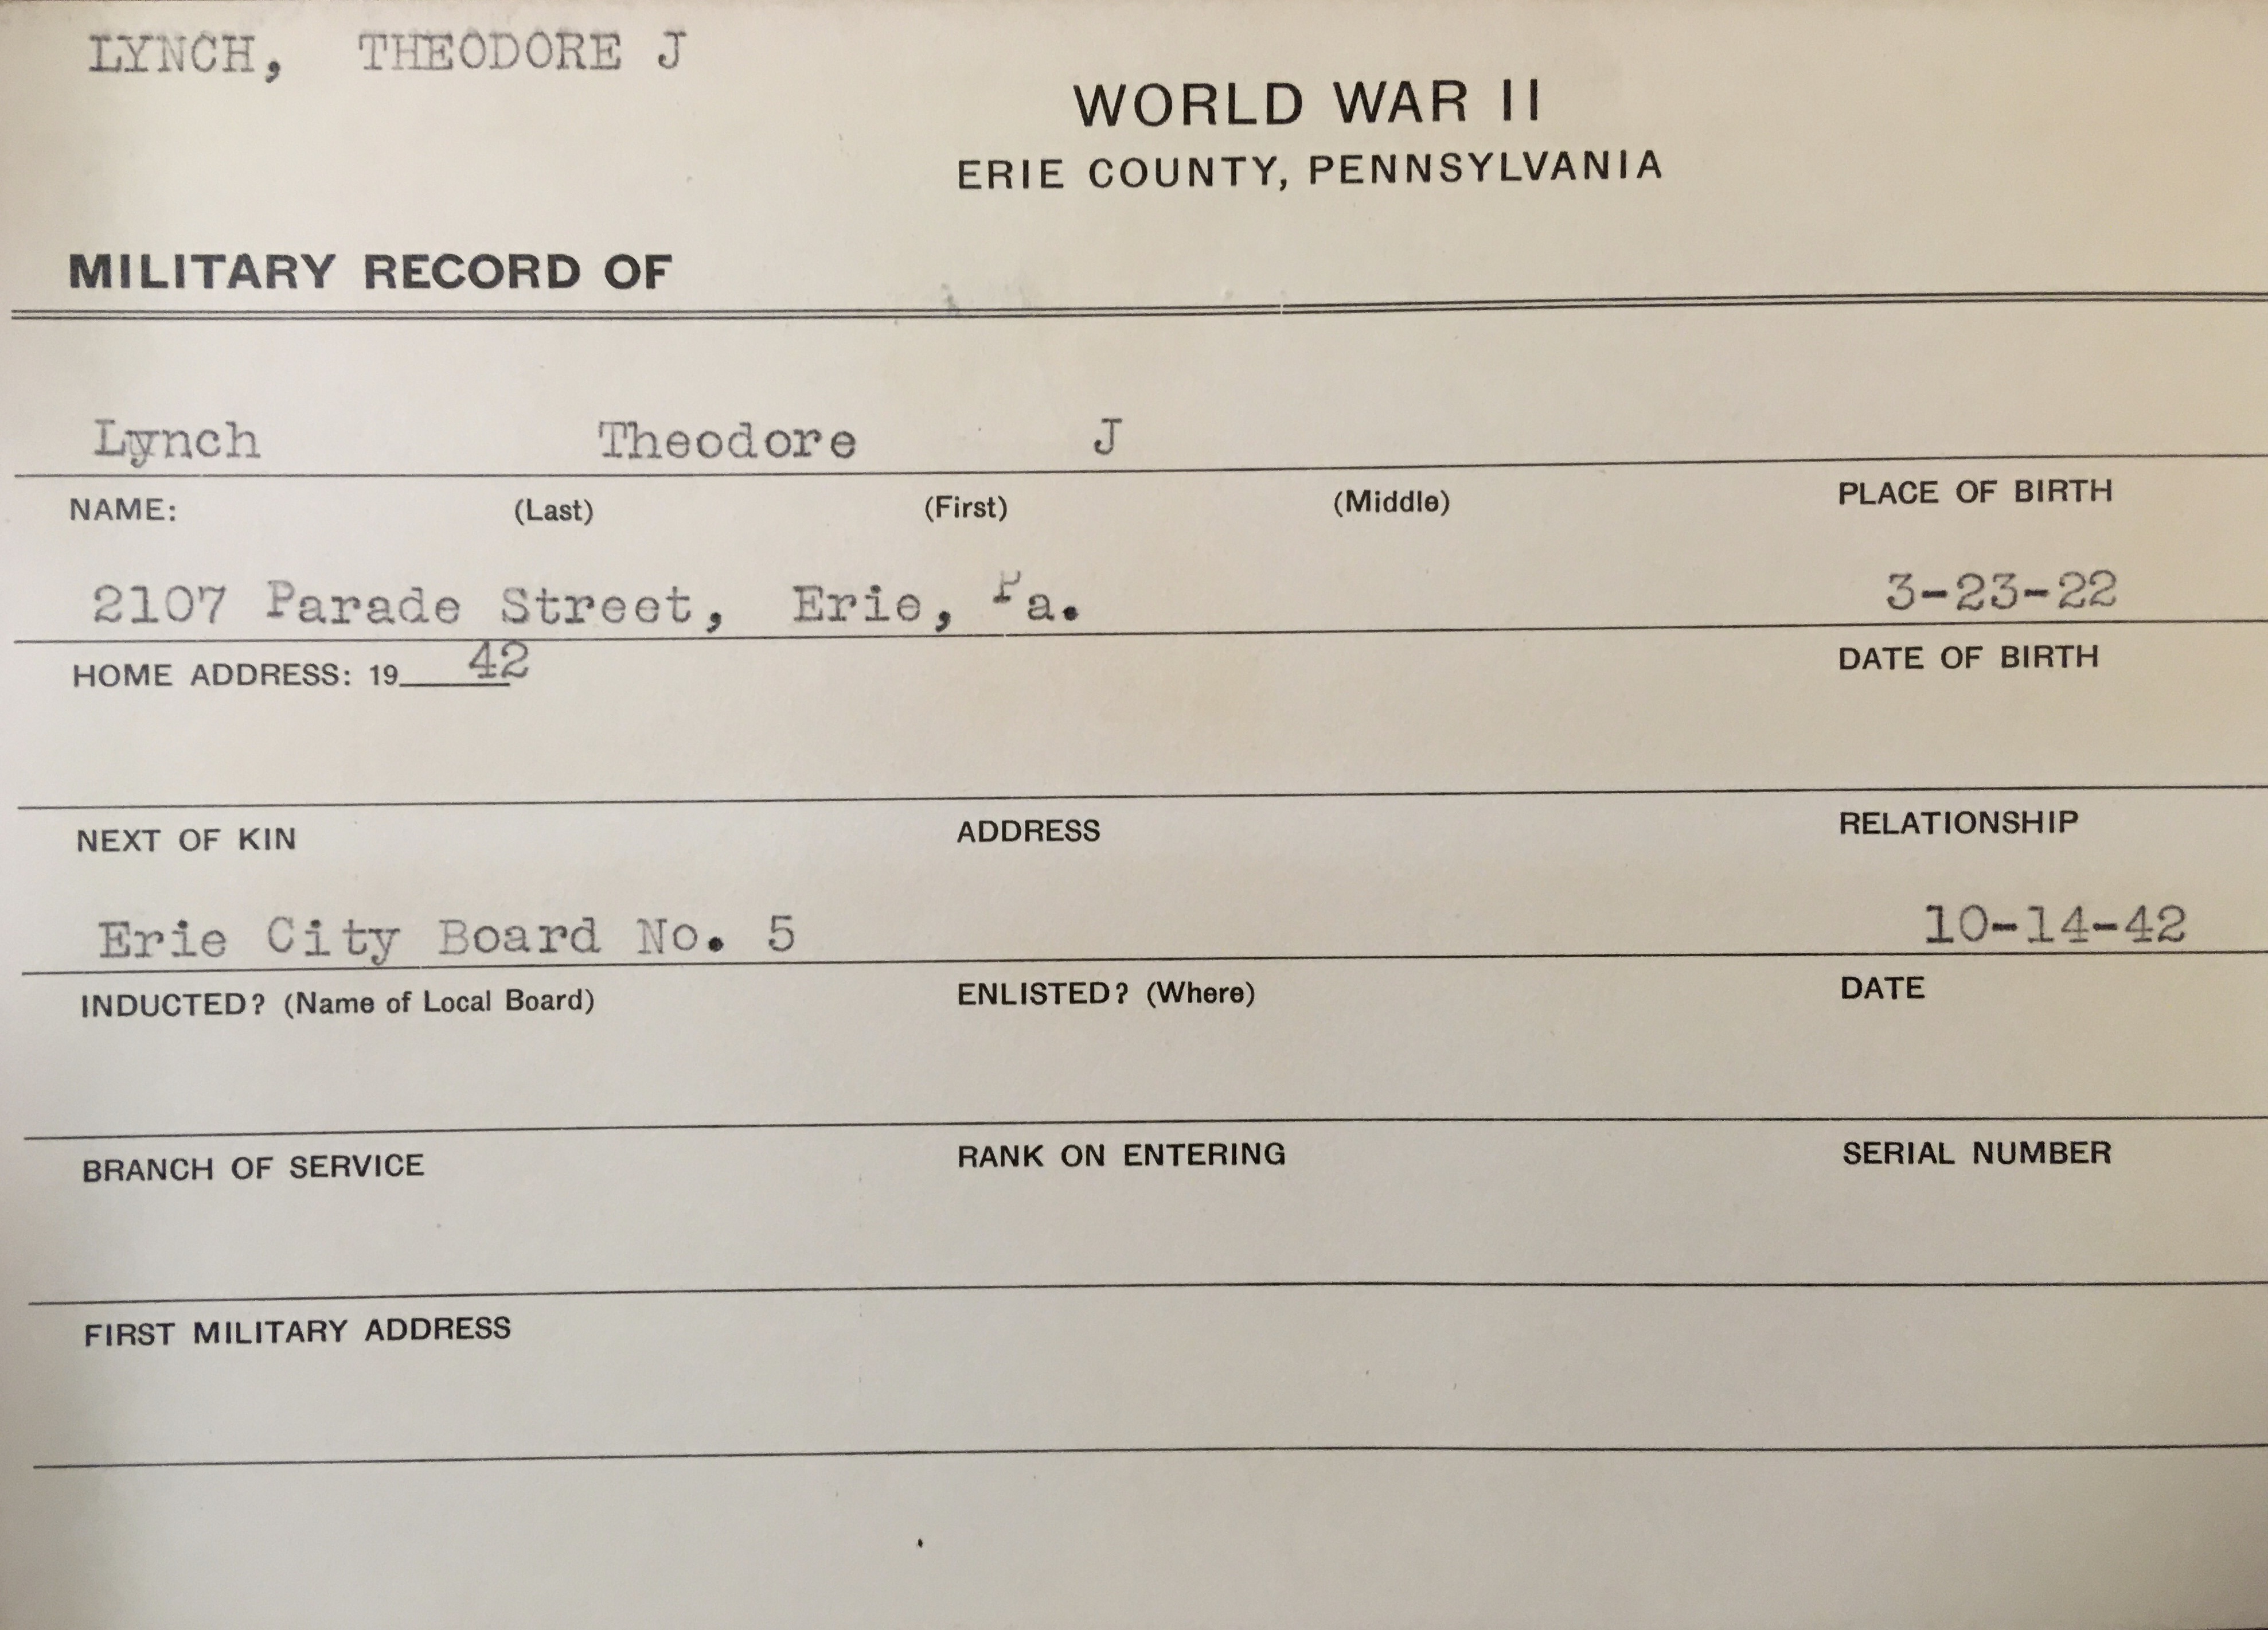 LYNCH, THEODORE J
WORLD WAR II
ERIE COUNTY, PENNSYLVANIA
MILITARY RECORD OF
Lynch Theodore J
NAME: (Last) (First) (Middle) PLACE OF BIRTH
2107 Parade Street, Erie, Pa. 3-23-22
HOME ADDRESS: 19 42 DATE OF BIRTH
NEXT OF KIN ADDRESS RELATIONSHIP
Erie City Board No. 5 10-14-42
INDUCTED? (Name of Local Board) ENLISTED? (Where) DATE
BRANCH OF SERVICE RANK ON ENTERING SERIAL NUMBER
FIRST MILITARY ADDRESS